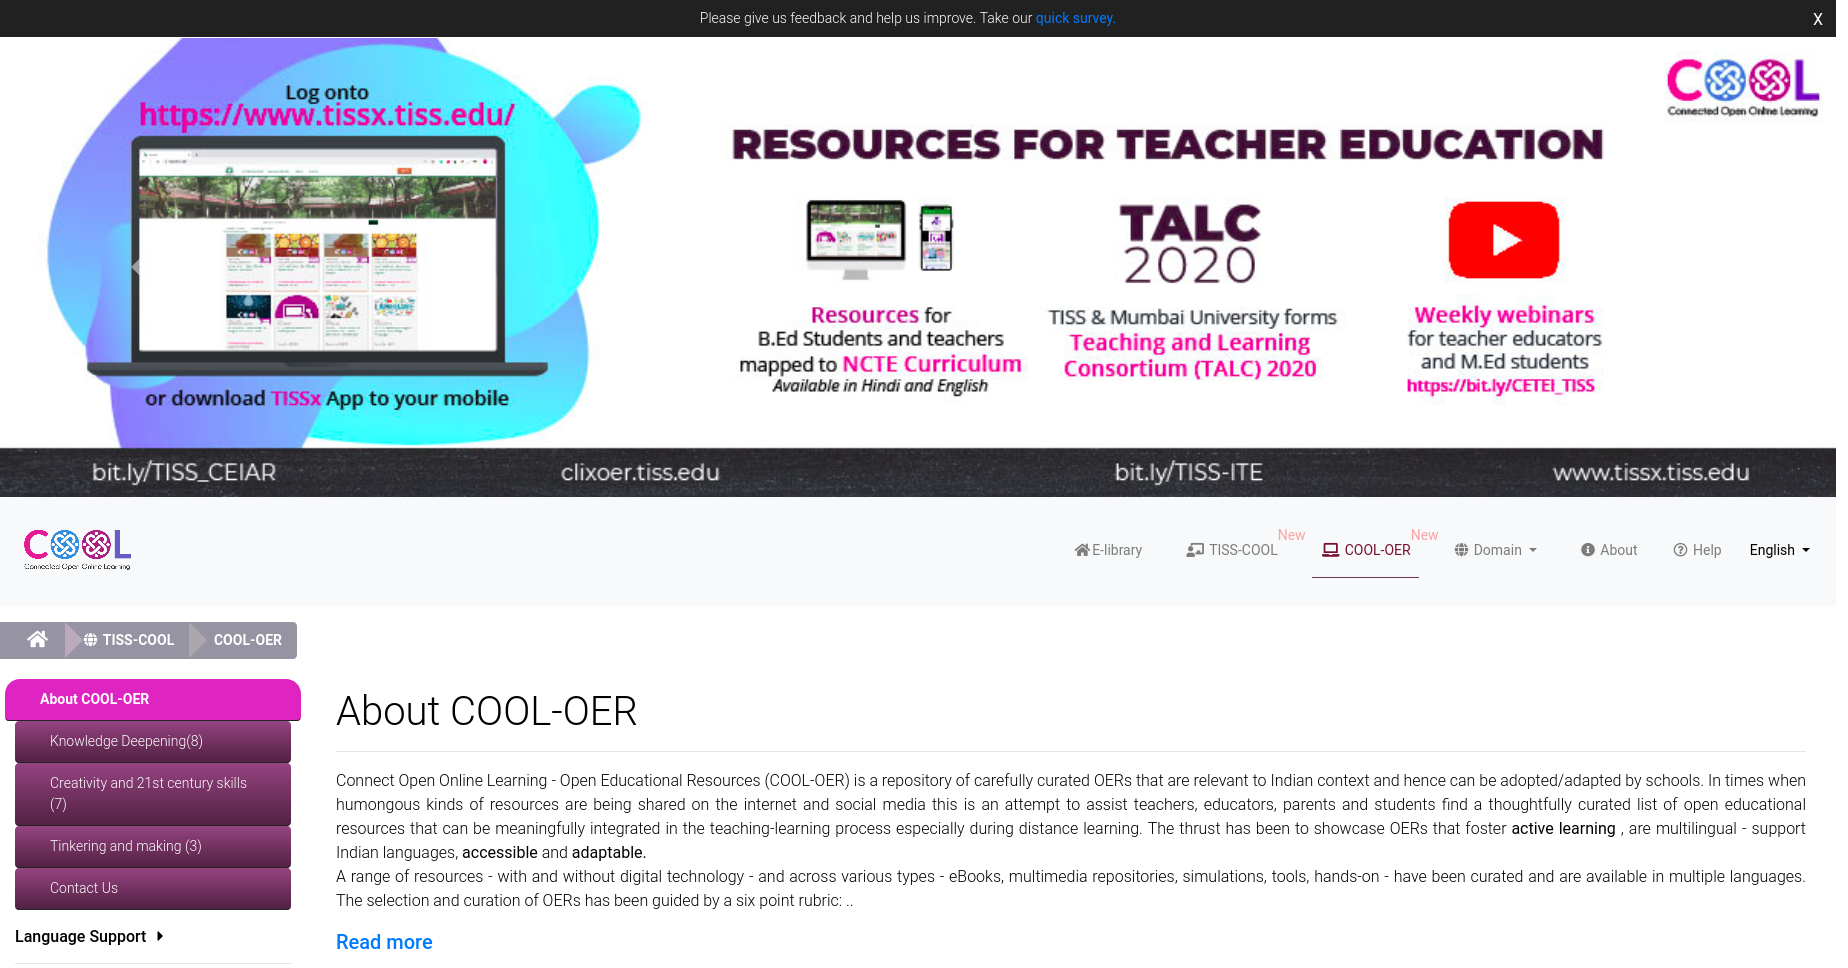 Please give us feedback and help us improve. Take our quick survey.
X
Log onto
https://www.tissx.tiss.edu/
or download TISSx App to your mobile
COOL
Connected Open Online Learning
RESOURCES FOR TEACHER EDUCATION
Resources for
B.Ed Students and teachers
mapped to NCTE Curriculum
Available in Hindi and English
TALC
2020
TISS & Mumbai University forms
Teaching and Learning
Consortium (TALC) 2020
Weekly webinars
for teacher educators
and M.Ed students
https://bit.ly/CETEI_TISS
bit.ly/TISS_CEIAR
clixoer.tiss.edu
bit.ly/TISS-ITE
www.tissx.tiss.edu
COOL
Connected Open Online Learning
E-library
TISS-COOL
New
COOL-OER
New
Domain
About
Help
English
TISS-COOL
COOL-OER
About COOL-OER
Knowledge Deepening(8)
Creativity and 21st century skills
(7)
Tinkering and making (3)
Contact Us
Language Support
About COOL-OER
Connect Open Online Learning - Open Educational Resources (COOL-OER) is a repository of carefully curated OERs that are relevant to Indian context and hence can be adopted/adapted by schools. In times when
humongous kinds of resources are being shared on the internet and social media this is an attempt to assist teachers, educators, parents and students find a thoughtfully curated list of open educational
resources that can be meaningfully integrated in the teaching-learning process especially during distance learning. The thrust has been to showcase OERs that foster active learning , are multilingual - support
Indian languages, accessible and adaptable.
A range of resources - with and without digital technology - and across various types - eBooks, multimedia repositories, simulations, tools, hands-on - have been curated and are available in multiple languages.
The selection and curation of OERs has been guided by a six point rubric: ..
Read more